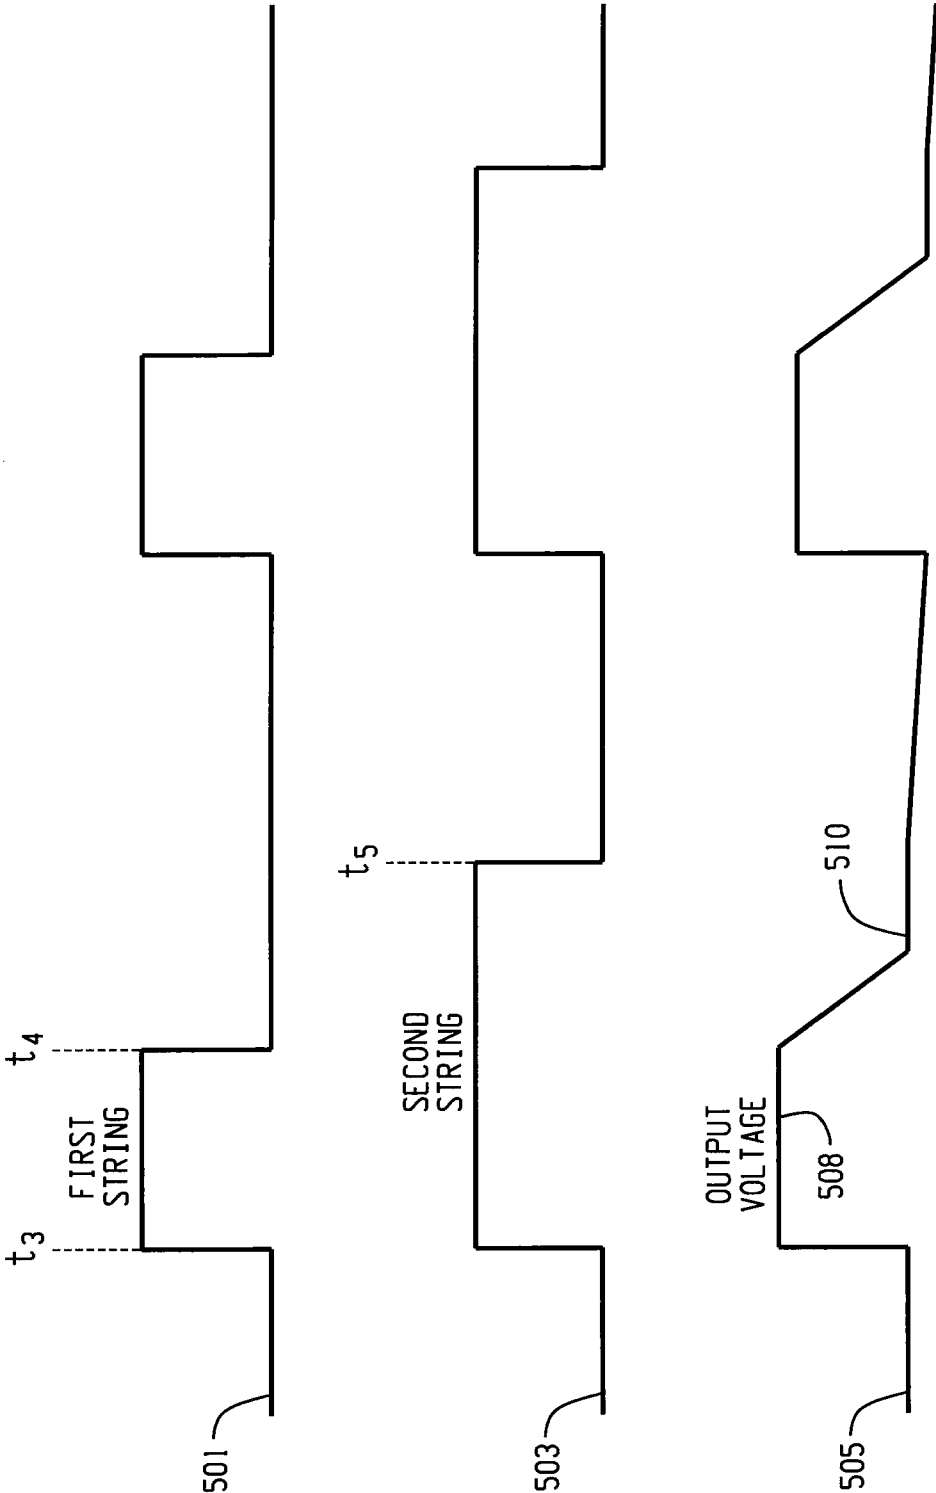 t3
t4
FIRST
STRING
501
t5
SECOND
STRING
503
OUTPUT
VOLTAGE
508
510
505